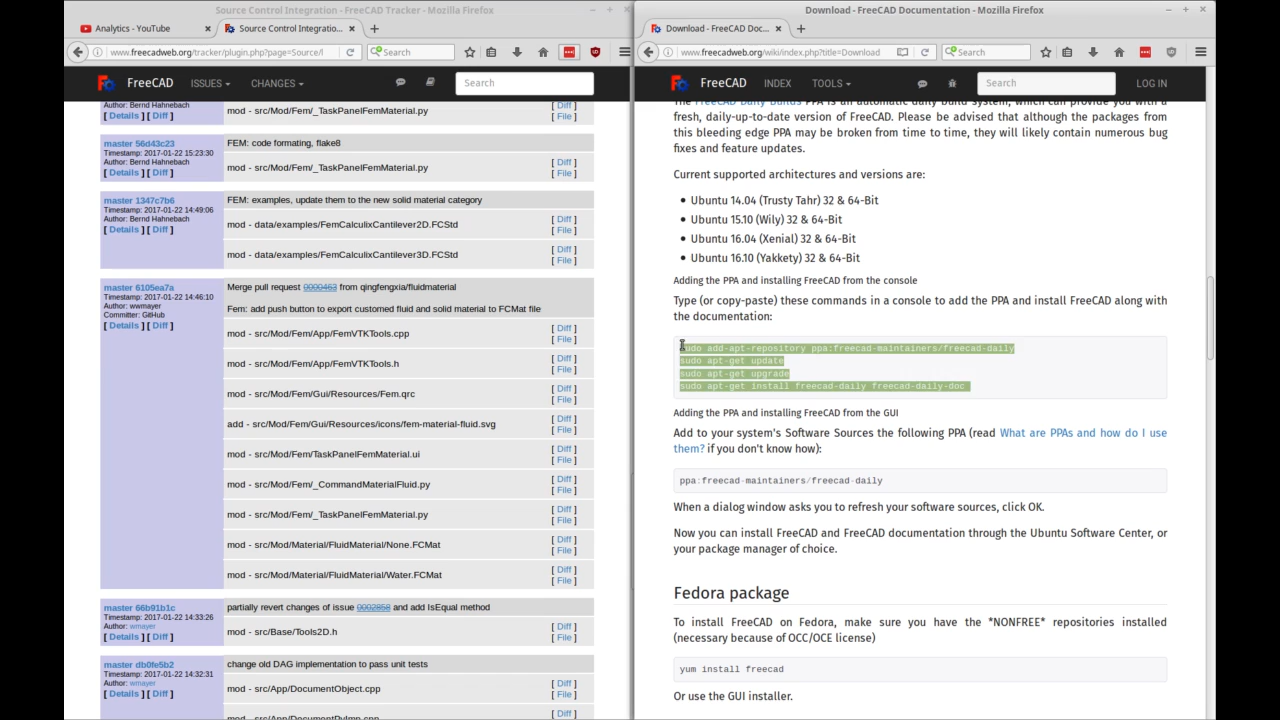 Source Control Integration - FreeCAD Tracker - Mozilla Firefox
Analytics - YouTube
Source Control Integratio...
www.freecadweb.org/tracker/plugin.php?page=Source/l
Search
FreeCAD
ISSUES
CHANGES
Search
Author: Bernd Hahnebach
[ Details ] [ Diff ]
mod - src/Mod/Fem/_TaskPanelFemMaterial.py
[ Diff ]
[ File ]
master 56d43c23
Timestamp: 2017-01-22 15:23:30
Author: Bernd Hahnebach
[ Details ] [ Diff ]
FEM: code formating, flake8
mod - src/Mod/Fem/_TaskPanelFemMaterial.py
[ Diff ]
[ File ]
master 1347c7b6
Timestamp: 2017-01-22 14:49:06
Author: Bernd Hahnebach
[ Details ] [ Diff ]
FEM: examples, update them to the new solid material category
mod - data/examples/FemCalculixCantilever2D.FCStd
[ Diff ]
[ File ]
mod - data/examples/FemCalculixCantilever3D.FCStd
[ Diff ]
[ File ]
master 6105ea7a
Timestamp: 2017-01-22 14:46:10
Author: wwmayer
Committer: GitHub
[ Details ] [ Diff ]
Merge pull request 0000463 from qingfengxia/fluidmaterial
Fem: add push button to export customed fluid and solid material to FCMat file
mod - src/Mod/Fem/App/FemVTKTools.cpp
[ Diff ]
[ File ]
mod - src/Mod/Fem/App/FemVTKTools.h
[ Diff ]
[ File ]
mod - src/Mod/Fem/Gui/Resources/Fem.qrc
[ Diff ]
[ File ]
add - src/Mod/Fem/Gui/Resources/icons/fem-material-fluid.svg
[ Diff ]
[ File ]
mod - src/Mod/Fem/TaskPanelFemMaterial.ui
[ Diff ]
[ File ]
mod - src/Mod/Fem/_CommandMaterialFluid.py
[ Diff ]
[ File ]
mod - src/Mod/Fem/_TaskPanelFemMaterial.py
[ Diff ]
[ File ]
mod - src/Mod/Material/FluidMaterial/None.FCMat
[ Diff ]
[ File ]
mod - src/Mod/Material/FluidMaterial/Water.FCMat
[ Diff ]
[ File ]
master 66b91b1c
Timestamp: 2017-01-22 14:33:26
Author: wmayer
[ Details ] [ Diff ]
partially revert changes of issue 0002858 and add IsEqual method
mod - src/Base/Tools2D.h
[ Diff ]
[ File ]
master db0fe5b2
Timestamp: 2017-01-22 14:32:31
Author: wmayer
[ Details ] [ Diff ]
change old DAG implementation to pass unit tests
mod - src/App/DocumentObject.cpp
[ Diff ]
[ File ]
mod - src/App/DocumentPyImp.cpp
[ Diff ]
Download - FreeCAD Documentation - Mozilla Firefox
Download - FreeCAD Doc...
www.freecadweb.org/wiki/index.php?title=Download
Search
FreeCAD
INDEX
TOOLS
Search
LOG IN
The FreeCAD Daily Builds PPA is an automatic daily build system, which can provide you with a
fresh, daily-up-to-date version of FreeCAD. Please be advised that although the packages from
this bleeding edge PPA may be broken from time to time, they will likely contain numerous bug
fixes and feature updates.
Current supported architectures and versions are:
Ubuntu 14.04 (Trusty Tahr) 32 & 64-Bit
Ubuntu 15.10 (Wily) 32 & 64-Bit
Ubuntu 16.04 (Xenial) 32 & 64-Bit
Ubuntu 16.10 (Yakkety) 32 & 64-Bit
Adding the PPA and installing FreeCAD from the console
Type (or copy-paste) these commands in a console to add the PPA and install FreeCAD along with
the documentation:
sudo add-apt-repository ppa:freecad-maintainers/freecad-daily
sudo apt-get update
sudo apt-get upgrade
sudo apt-get install freecad-daily freecad-daily-doc
Adding the PPA and installing FreeCAD from the GUI
Add to your system's Software Sources the following PPA (read What are PPAs and how do I use
them? if you don't know how):
ppa:freecad-maintainers/freecad-daily
When a dialog window asks you to refresh your software sources, click OK.
Now you can install FreeCAD and FreeCAD documentation through the Ubuntu Software Center, or
your package manager of choice.
Fedora package
To install FreeCAD on Fedora, make sure you have the *NONFREE* repositories installed
(necessary because of OCC/OCE license)
yum install freecad
Or use the GUI installer.